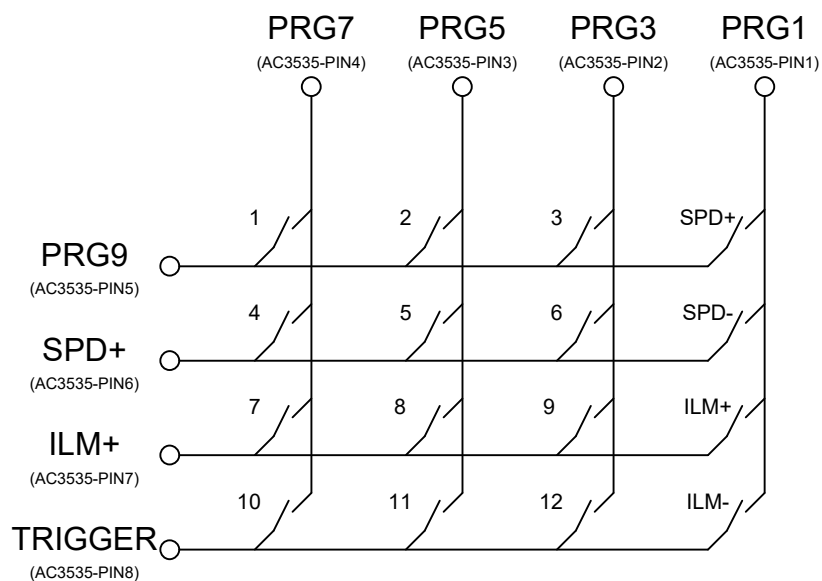 PRG7 PRG5 PRG3 PRG1
(AC3535-PIN4) (AC3535-PIN3) (AC3535-PIN2) (AC3535-PIN1)
1 2 3 SPD+
PRG9
(AC3535-PIN5)
4 5 6 SPD-
SPD+
(AC3535-PIN6)
7 8 9 ILM+
ILM+
(AC3535-PIN7)
10 11 12 ILM-
TRIGGER
(AC3535-PIN8)